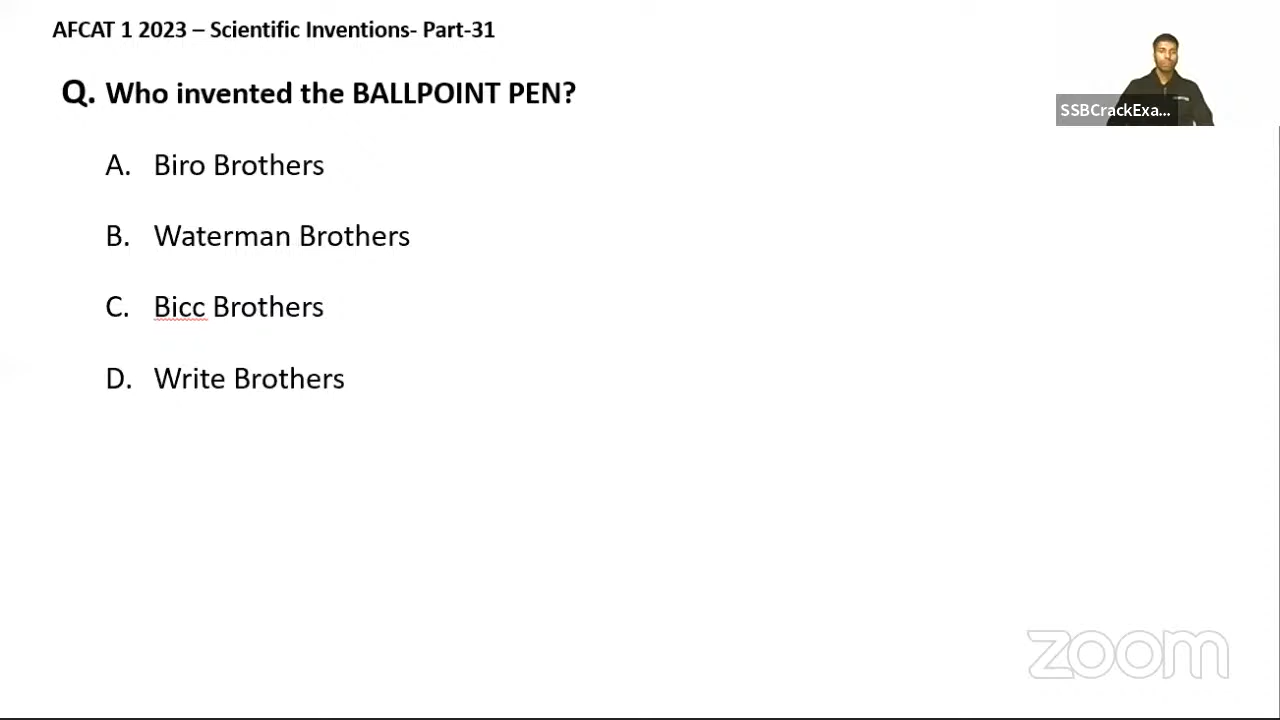 AFCAT 1 2023 – Scientific Inventions- Part-31
Q. Who invented the BALLPOINT PEN?
SSBCrackExa...
A. Biro Brothers
B. Waterman Brothers
C. Bicc Brothers
D. Write Brothers
zoom